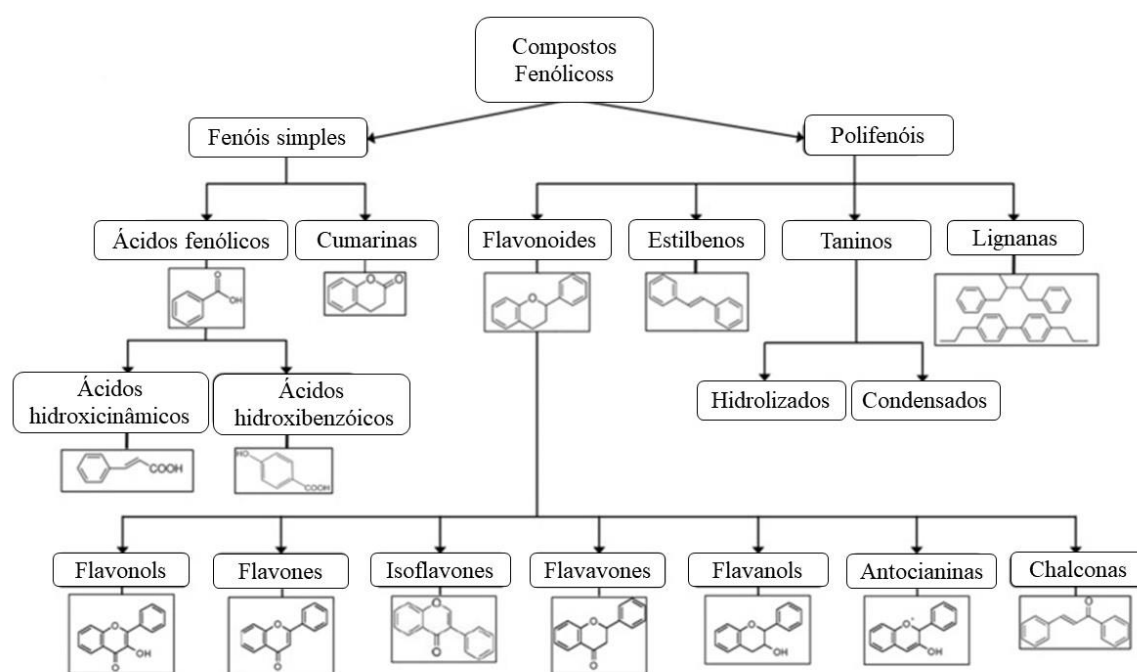 Compostos
Fenólicoss
Fenóis simples
Polifenóis
Ácidos fenólicos
Cumarinas
Flavonoides
Estilbenos
Taninos
Lignanas
O
OH
O
O
O
Ácidos
hidroxicinâmicos
Ácidos
hidroxibenzóicos
Hidrolizados
Condensados
COOH
HO
COOH
Flavonols
Flavones
Isoflavones
Flavavones
Flavanols
Antocianinas
Chalconas
O
OH
O
O
O
O
O
O
O
O
OH
O+
OH
O